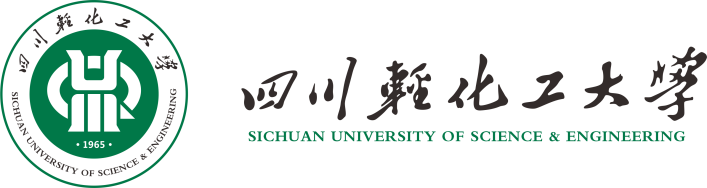 四川輕化工大學
SICHUAN UNIVERSITY OF SCIENCE & ENGINEERING
• 1965 •
四川輕化工大學
SICHUAN UNIVERSITY OF SCIENCE & ENGINEERING